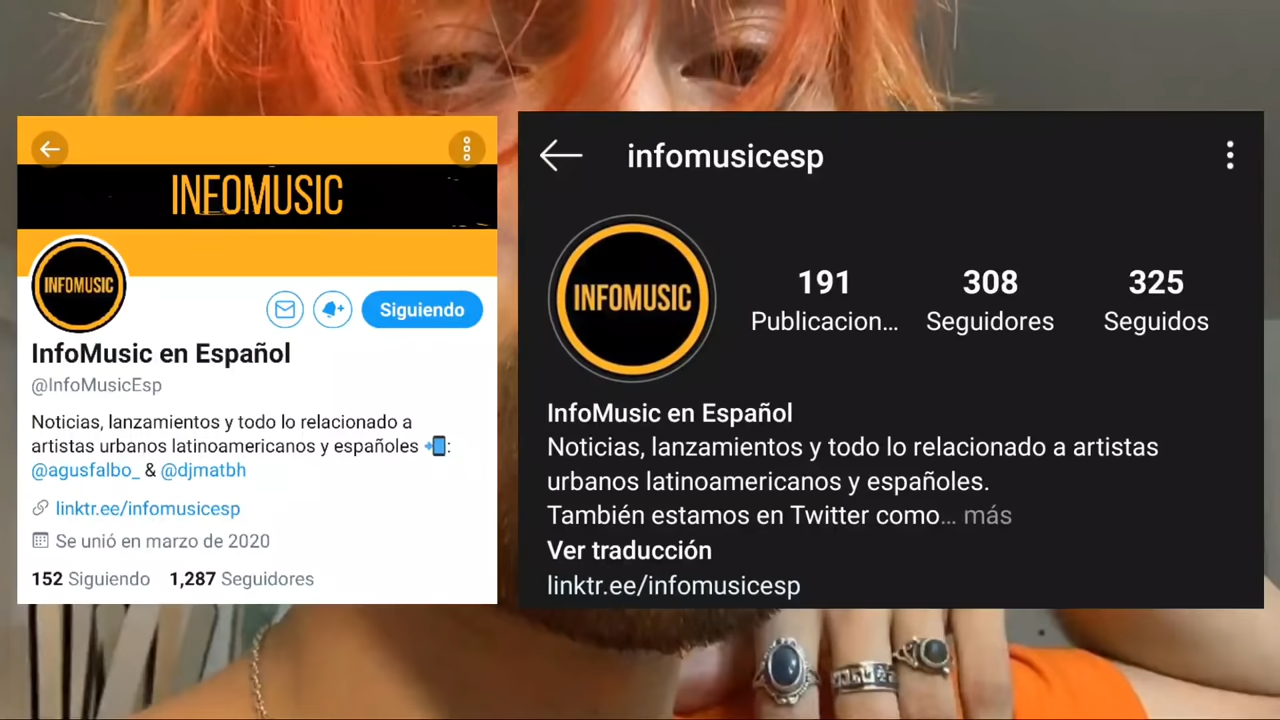 INFOMUSIC
INFOMUSIC
Siguiendo
InfoMusic en Español
@InfoMusicEsp
Noticias, lanzamientos y todo lo relacionado a
artistas urbanos latinoamericanos y españoles 📲:
@agusfalbo_ & @djmatbh
linktr.ee/infomusicesp
Se unió en marzo de 2020
152 Siguiendo 1,287 Seguidores
infomusicesp
INFOMUSIC
191 308 325
Publicacion... Seguidores Seguidos
InfoMusic en Español
Noticias, lanzamientos y todo lo relacionado a artistas
urbanos latinoamericanos y españoles.
También estamos en Twitter como... más
Ver traducción
linktr.ee/infomusicesp